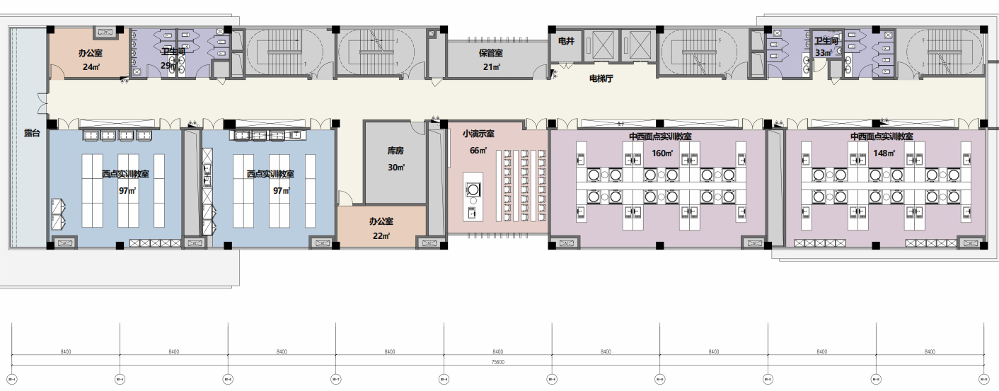 办公室
24㎡
卫生间
29㎡
保管室
21㎡
电井
电梯厅
卫生间
33㎡
露台
西点实训教室
97㎡
西点实训教室
97㎡
库房
30㎡
办公室
22㎡
小演示室
66㎡
中西面点实训教室
160㎡
中西面点实训教室
148㎡
8400
8400
8400
8400
8400
8400
8400
8400
8400
75600